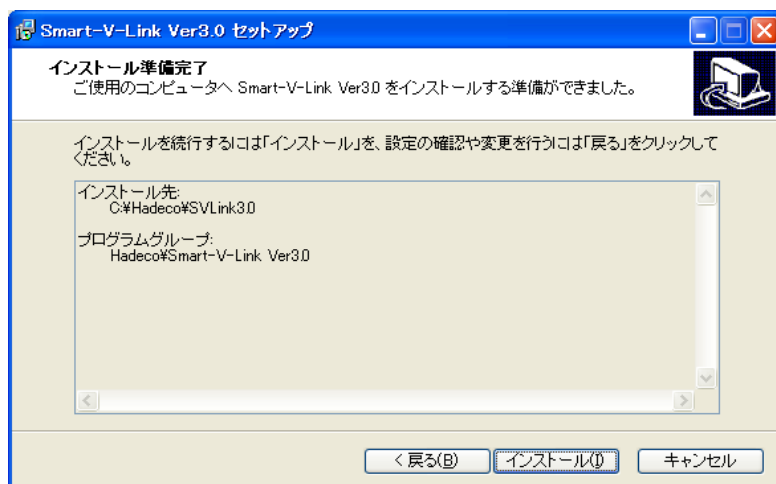 Smart-V-Link Ver3.0 セットアップ
インストール準備完了
ご使用のコンピュータへ Smart-V-Link Ver3.0 をインストールする準備ができました。
インストールを続行するには「インストール」を、設定の確認や変更を行うには「戻る」をクリックして
ください。
インストール先:
C:¥Hadeco¥SVLink3.0
プログラムグループ:
Hadeco¥Smart-V-Link Ver3.0
< 戻る(B)
インストール(I)
キャンセル